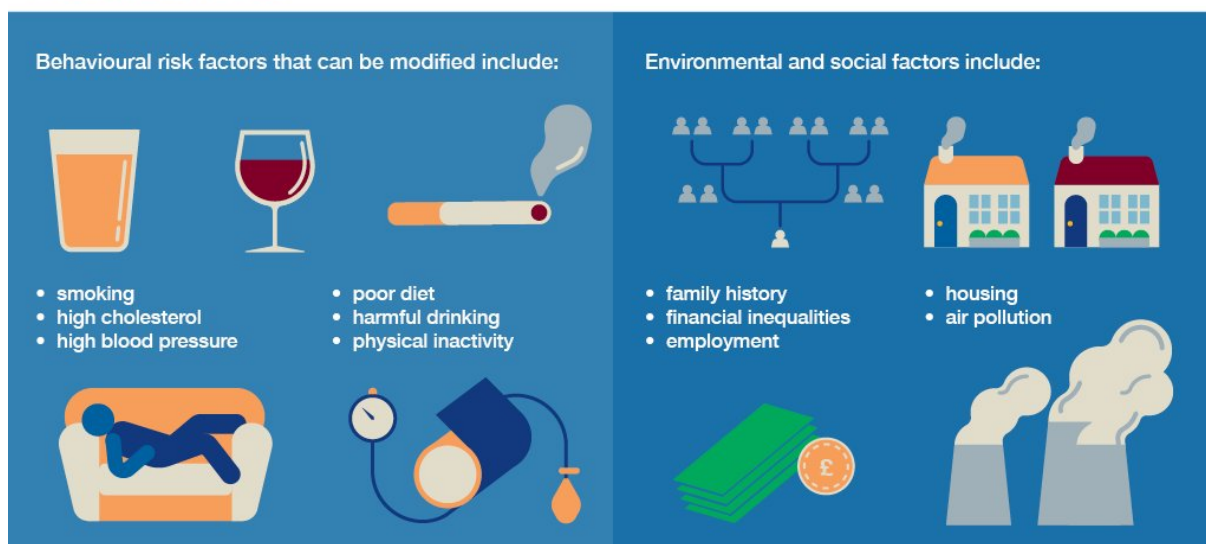 Behavioural risk factors that can be modified include:
• smoking
• high cholesterol
• high blood pressure
• poor diet
• harmful drinking
• physical inactivity
Environmental and social factors include:
• family history
• financial inequalities
• employment
• housing
• air pollution
£